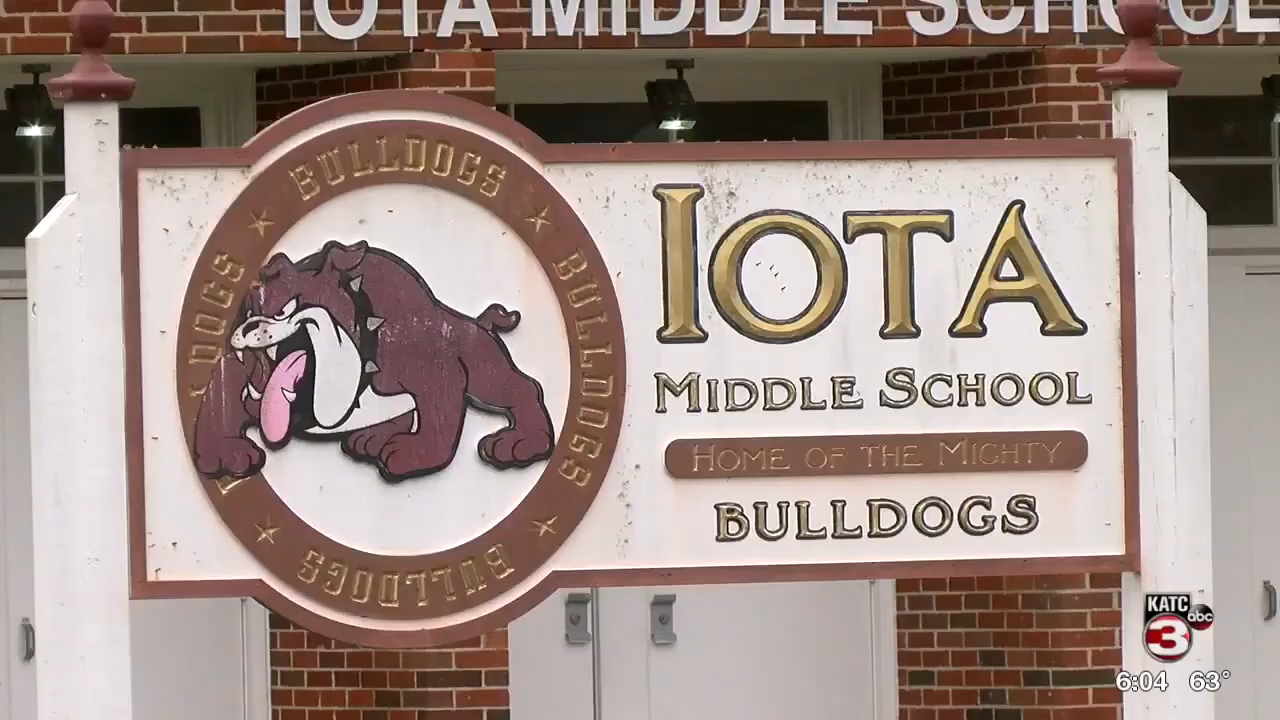 IOTA MIDDLE SCHOOL
BULLDOGS
BULLDOGS
BULLDOGS
DOGS
IOTA
MIDDLE SCHOOL
HOME OF THE MIGHTY
BULLDOGS
KATC
abc
3
6:04 63°